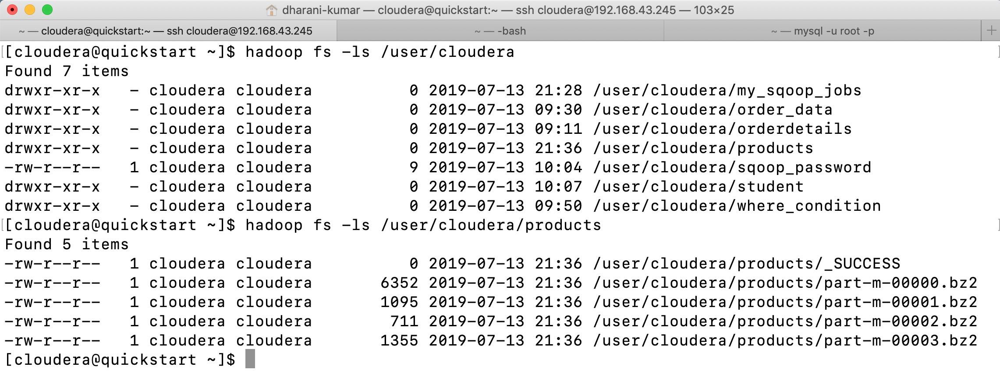 dharani-kumar — cloudera@quickstart:~ — ssh cloudera@192.168.43.245 — 103×25
~ — cloudera@quickstart:~ — ssh cloudera@192.168.43.245
~ — -bash
~ — mysql -u root -p
+
[cloudera@quickstart ~]$ hadoop fs -ls /user/cloudera
Found 7 items
drwxr-xr-x   - cloudera cloudera          0 2019-07-13 21:28 /user/cloudera/my_sqoop_jobs
drwxr-xr-x   - cloudera cloudera          0 2019-07-13 09:30 /user/cloudera/order_data
drwxr-xr-x   - cloudera cloudera          0 2019-07-13 09:11 /user/cloudera/orderdetails
drwxr-xr-x   - cloudera cloudera          0 2019-07-13 21:36 /user/cloudera/products
-rw-r--r--   1 cloudera cloudera          9 2019-07-13 10:04 /user/cloudera/sqoop_password
drwxr-xr-x   - cloudera cloudera          0 2019-07-13 10:07 /user/cloudera/student
drwxr-xr-x   - cloudera cloudera          0 2019-07-13 09:50 /user/cloudera/where_condition
[cloudera@quickstart ~]$ hadoop fs -ls /user/cloudera/products
Found 5 items
-rw-r--r--   1 cloudera cloudera          0 2019-07-13 21:36 /user/cloudera/products/_SUCCESS
-rw-r--r--   1 cloudera cloudera       6352 2019-07-13 21:36 /user/cloudera/products/part-m-00000.bz2
-rw-r--r--   1 cloudera cloudera       1095 2019-07-13 21:36 /user/cloudera/products/part-m-00001.bz2
-rw-r--r--   1 cloudera cloudera        711 2019-07-13 21:36 /user/cloudera/products/part-m-00002.bz2
-rw-r--r--   1 cloudera cloudera       1355 2019-07-13 21:36 /user/cloudera/products/part-m-00003.bz2
[cloudera@quickstart ~]$